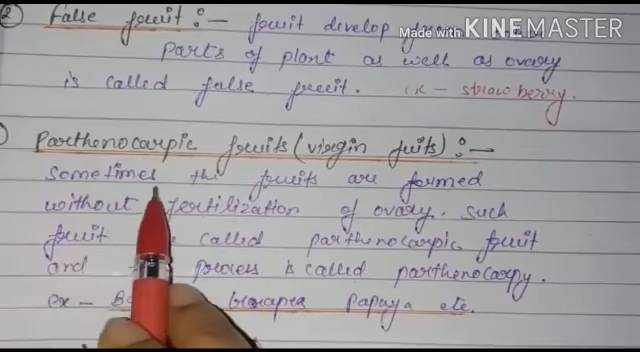 2 False fruit :- fruit develop from
Made with KINEMASTER
Parts of plant as well as ovary
is called false fruit. ex - strawberry.
Parthenocarpic fruits (virgin fuits) :-
Sometimes the fruits are formed
without fertilization of ovary. such
fruit called parthenocarpic fruit
and process is called parthenocarpy.
ex - Papaya etc.